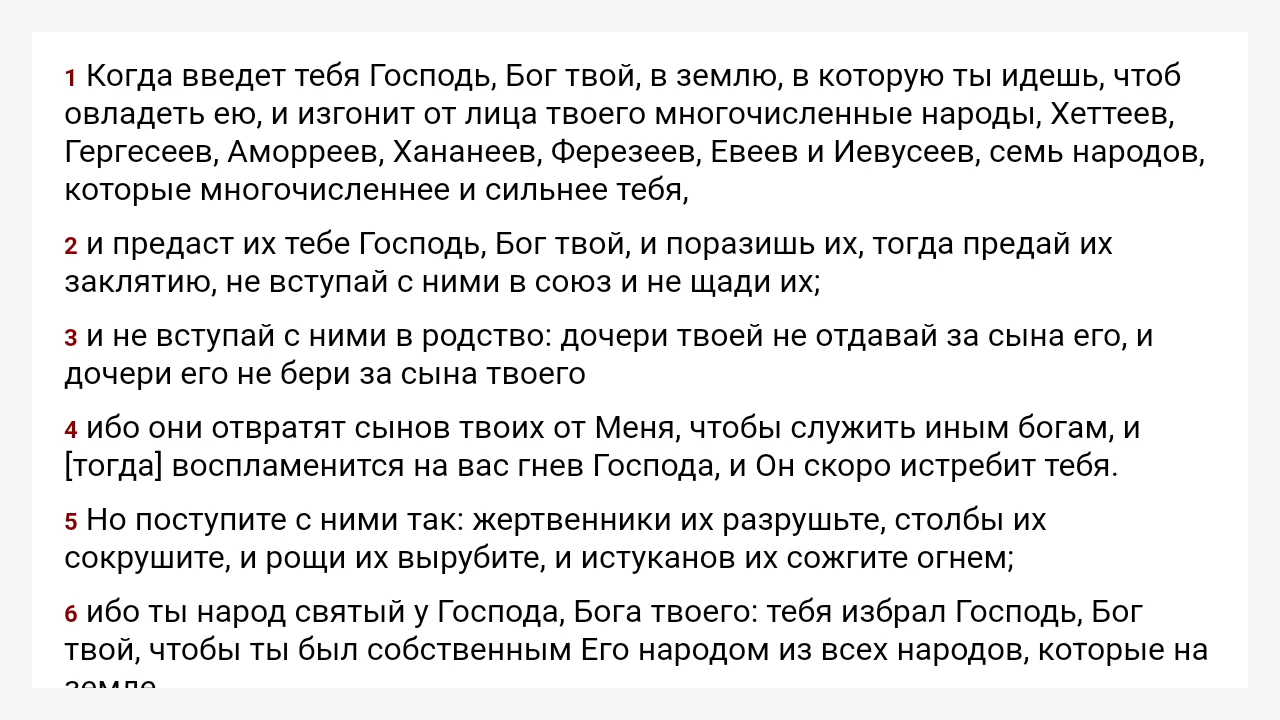 1 Когда введет тебя Господь, Бог твой, в землю, в которую ты идешь, чтоб
овладеть ею, и изгонит от лица твоего многочисленные народы, Хеттеев,
Гергесеев, Аморреев, Хананеев, Ферезеев, Евеев и Иевусеев, семь народов,
которые многочисленнее и сильнее тебя,
2 и предаст их тебе Господь, Бог твой, и поразишь их, тогда предай их
заклятию, не вступай с ними в союз и не щади их;
3 и не вступай с ними в родство: дочери твоей не отдавай за сына его, и
дочери его не бери за сына твоего
4 ибо они отвратят сынов твоих от Меня, чтобы служить иным богам, и
[тогда] воспламенится на вас гнев Господа, и Он скоро истребит тебя.
5 Но поступите с ними так: жертвенники их разрушьте, столбы их
сокрушите, и рощи их вырубите, и истуканов их сожгите огнем;
6 ибо ты народ святый у Господа, Бога твоего: тебя избрал Господь, Бог
твой, чтобы ты был собственным Его народом из всех народов, которые на